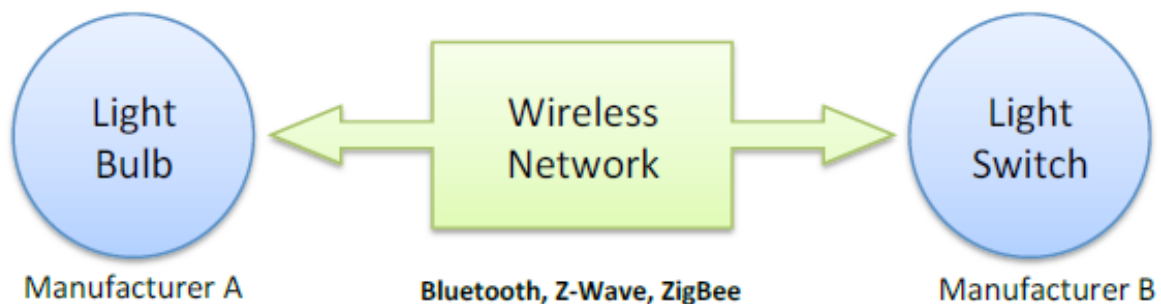 Light
Bulb
Wireless
Network
Light
Switch
Manufacturer A
Bluetooth, Z-Wave, ZigBee
Manufacturer B